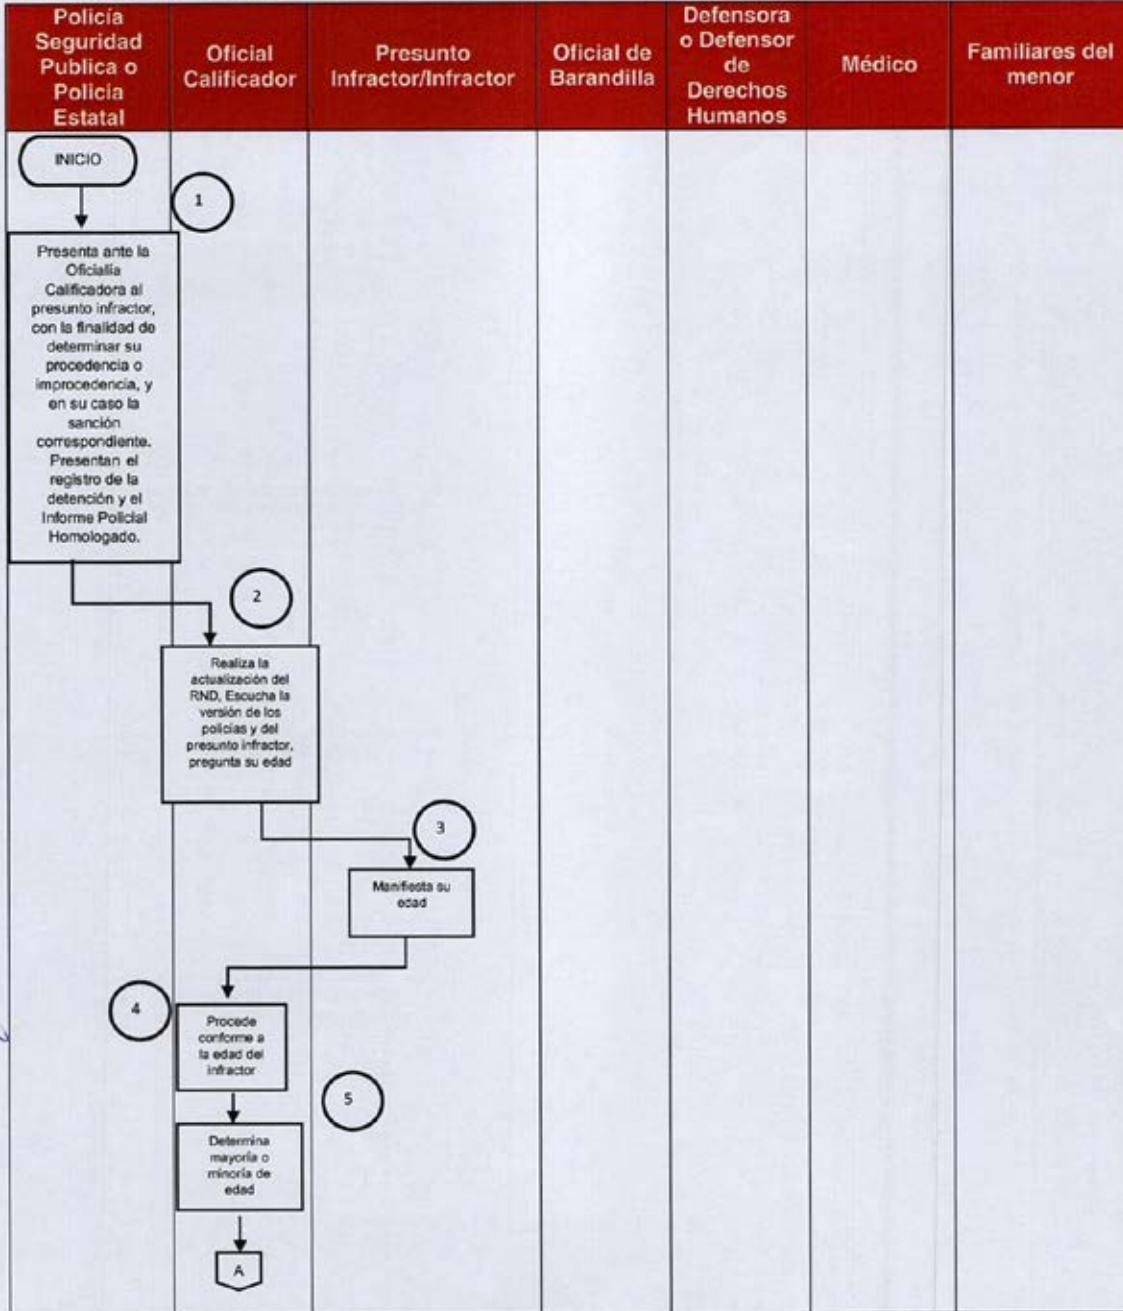 Policía
Seguridad
Publica o
Policia
Estatal
Oficial
Calificador
Presunto
Infractor/Infractor
Oficial de
Barandilla
Defensora
o Defensor
de
Derechos
Humanos
Médico
Familiares del
menor
INICIO
1
Presenta ante la
Oficialía
Calificadora al
presunto infractor,
con la finalidad de
determinar su
procedencia o
improcedencia, y
en su caso la
sanción
correspondiente.
Presentan el
registro de la
detención y el
Informe Policial
Homologado.
2
Realiza la
actualización del
RND, Escucha la
versión de los
policías y del
presunto infractor,
pregunta su edad
3
Manifiesta su
edad
4
Procede
conforme a
la edad del
infractor
5
Determina
mayoría o
minoría de
edad
A